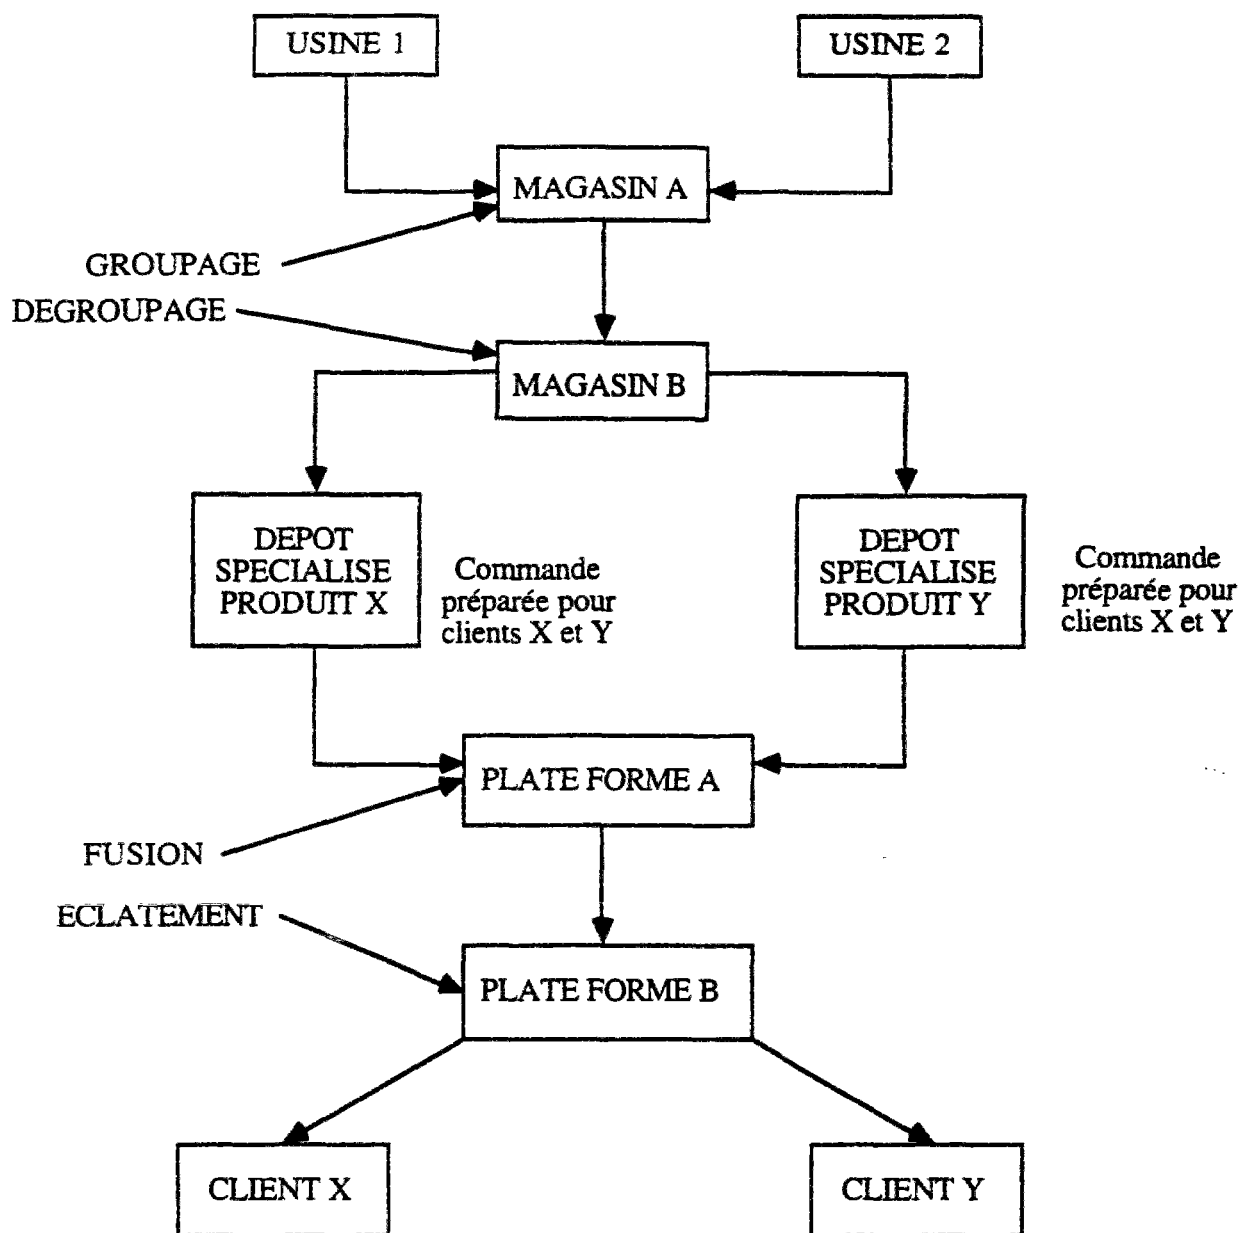 USINE 1
USINE 2
MAGASIN A
GROUPAGE
DEGROUPAGE
MAGASIN B
DEPOT
SPECIALISE
PRODUIT X
Commande
préparée pour
clients X et Y
DEPOT
SPECIALISE
PRODUIT Y
Commande
préparée pour
clients X et Y
PLATE FORME A
FUSION
ECLATEMENT
PLATE FORME B
CLIENT X
CLIENT Y